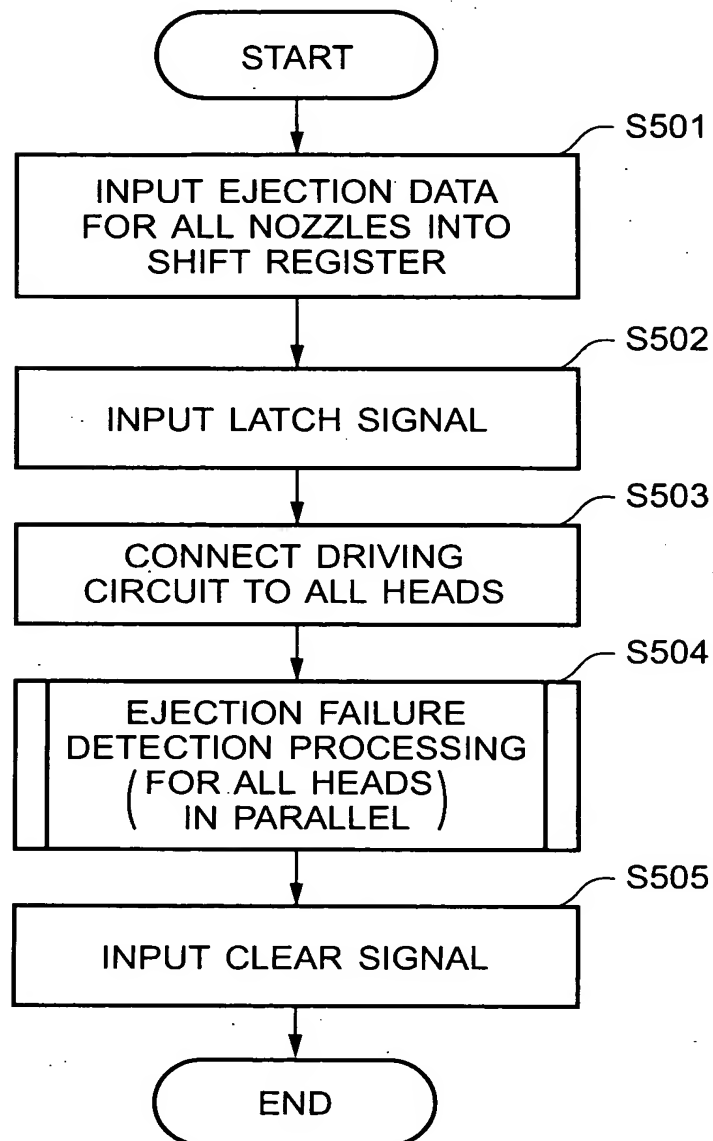 START
S501
INPUT EJECTION DATA
FOR ALL NOZZLES INTO
SHIFT REGISTER
S502
INPUT LATCH SIGNAL
S503
CONNECT DRIVING
CIRCUIT TO ALL HEADS
S504
EJECTION FAILURE
DETECTION PROCESSING
(FOR ALL HEADS
IN PARALLEL)
S505
INPUT CLEAR SIGNAL
END